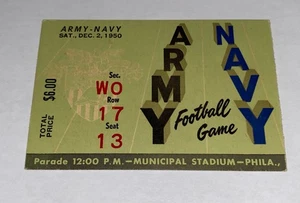 ARMY-NAVY
SAT., DEC. 2, 1950
$6.00
TOTAL
PRICE
Sec.
WO
Row
17
Seat
13
ARMY
NAVY
Football
Game
Parade 12:00 P.M.—MUNICIPAL STADIUM—PHILA.,